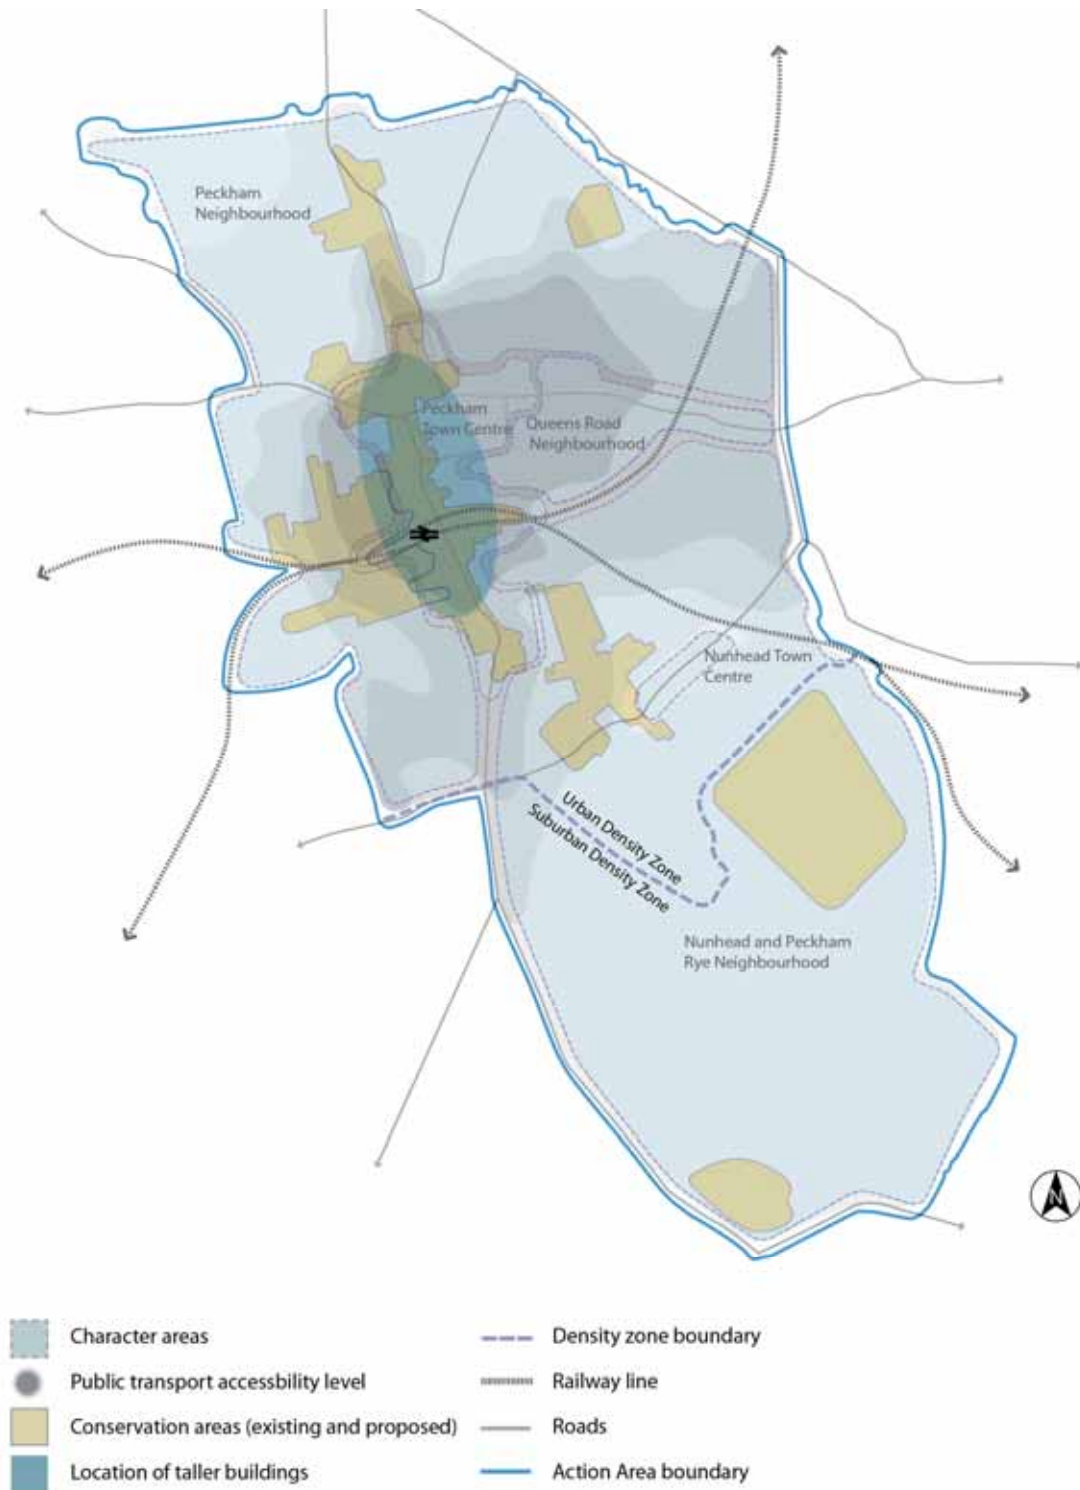 Peckham
Neighbourhood
Peckham
Town Centre
Queens Road
Neighbourhood
Nunhead Town
Centre
Urban Density Zone
Suburban Density Zone
Nunhead and Peckham
Rye Neighbourhood
N
Character areas
Public transport accessbility level
Conservation areas (existing and proposed)
Location of taller buildings
Density zone boundary
Railway line
Roads
Action Area boundary